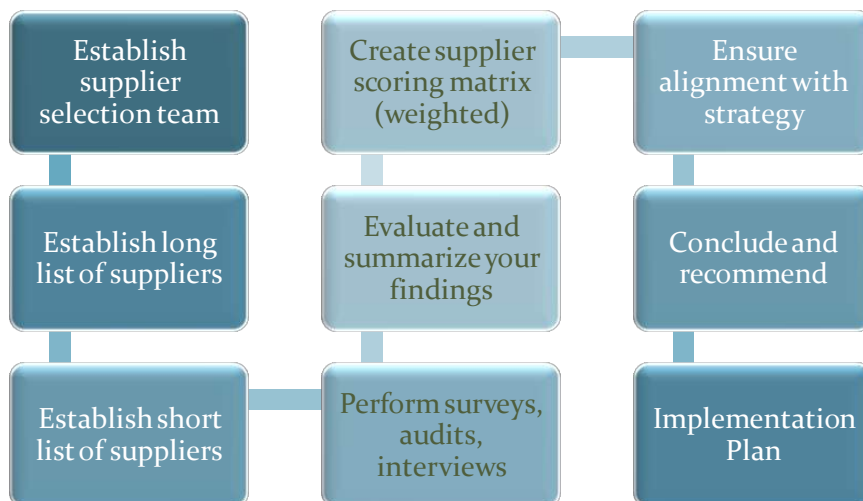 Establish
supplier
selection team
Establish long
list of suppliers
Establish short
list of suppliers
Perform surveys,
audits,
interviews
Evaluate and
summarize your
findings
Create supplier
scoring matrix
(weighted)
Ensure
alignment with
strategy
Conclude and
recommend
Implementation
Plan